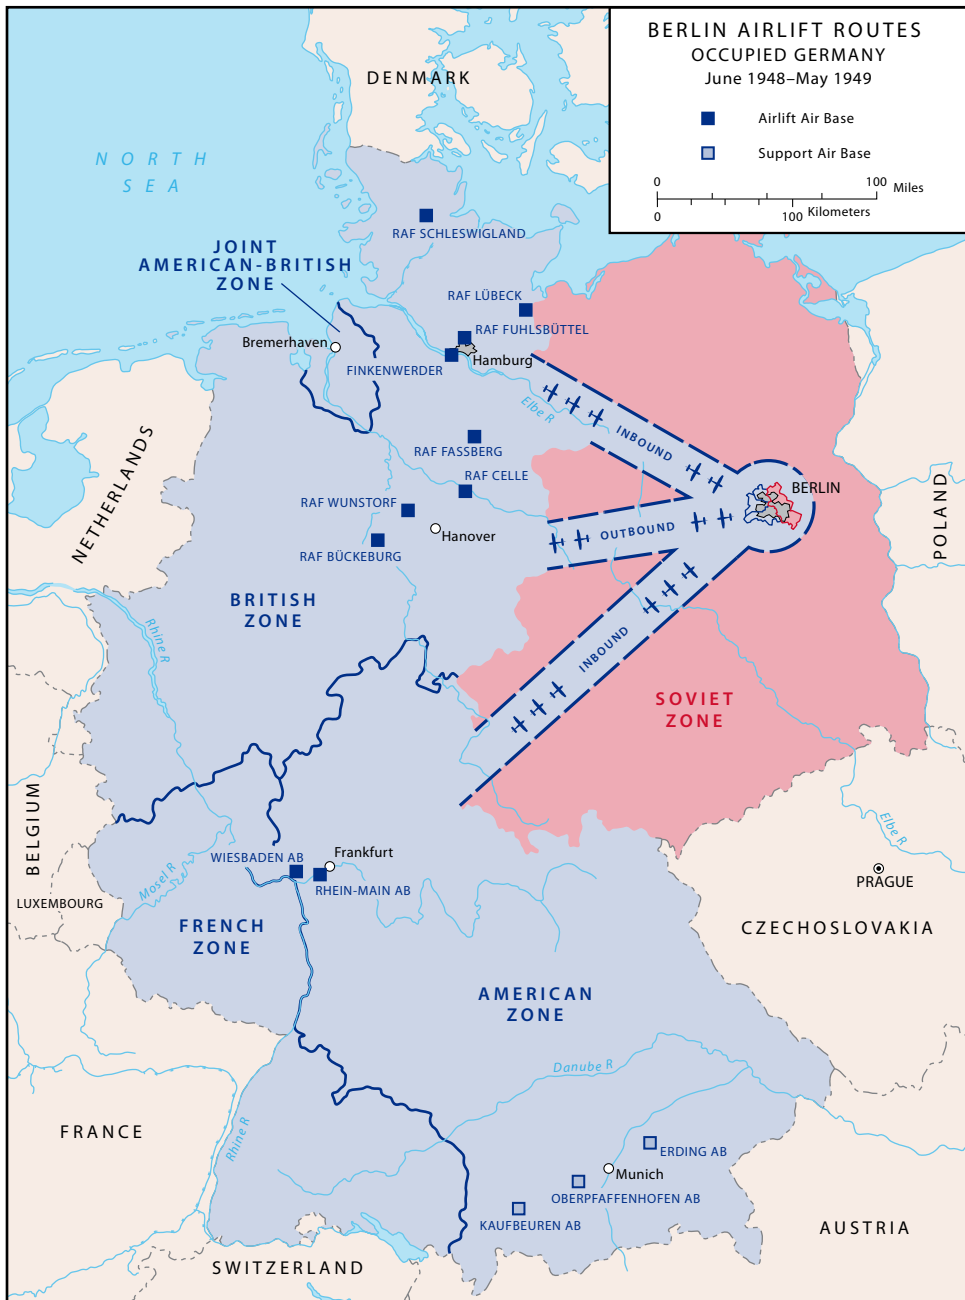 BERLIN AIRLIFT ROUTES
OCCUPIED GERMANY
June 1948–May 1949
Airlift Air Base
Support Air Base
0
100
Miles
0
100
Kilometers
DENMARK
NORTH
SEA
RAF SCHLESWIGLAND
JOINT
AMERICAN-BRITISH
ZONE
RAF LÜBECK
RAF FUHLSBÜTTEL
Bremerhaven
Hamburg
FINKENWERDER
Elbe R
INBOUND
NETHERLANDS
RAF FASSBERG
RAF CELLE
BERLIN
RAF WUNSTORF
Hanover
OUTBOUND
POLAND
RAF BÜCKEBURG
BRITISH
ZONE
Rhine R
INBOUND
SOVIET
ZONE
BELGIUM
Elbe R
WIESBADEN AB
Frankfurt
Mosel R
RHEIN-MAIN AB
PRAGUE
LUXEMBOURG
FRENCH
ZONE
CZECHOSLOVAKIA
AMERICAN
ZONE
Danube R
FRANCE
Rhine R
ERDING AB
Munich
OBERPFAFFENHOFEN AB
KAUFBEUREN AB
AUSTRIA
SWITZERLAND